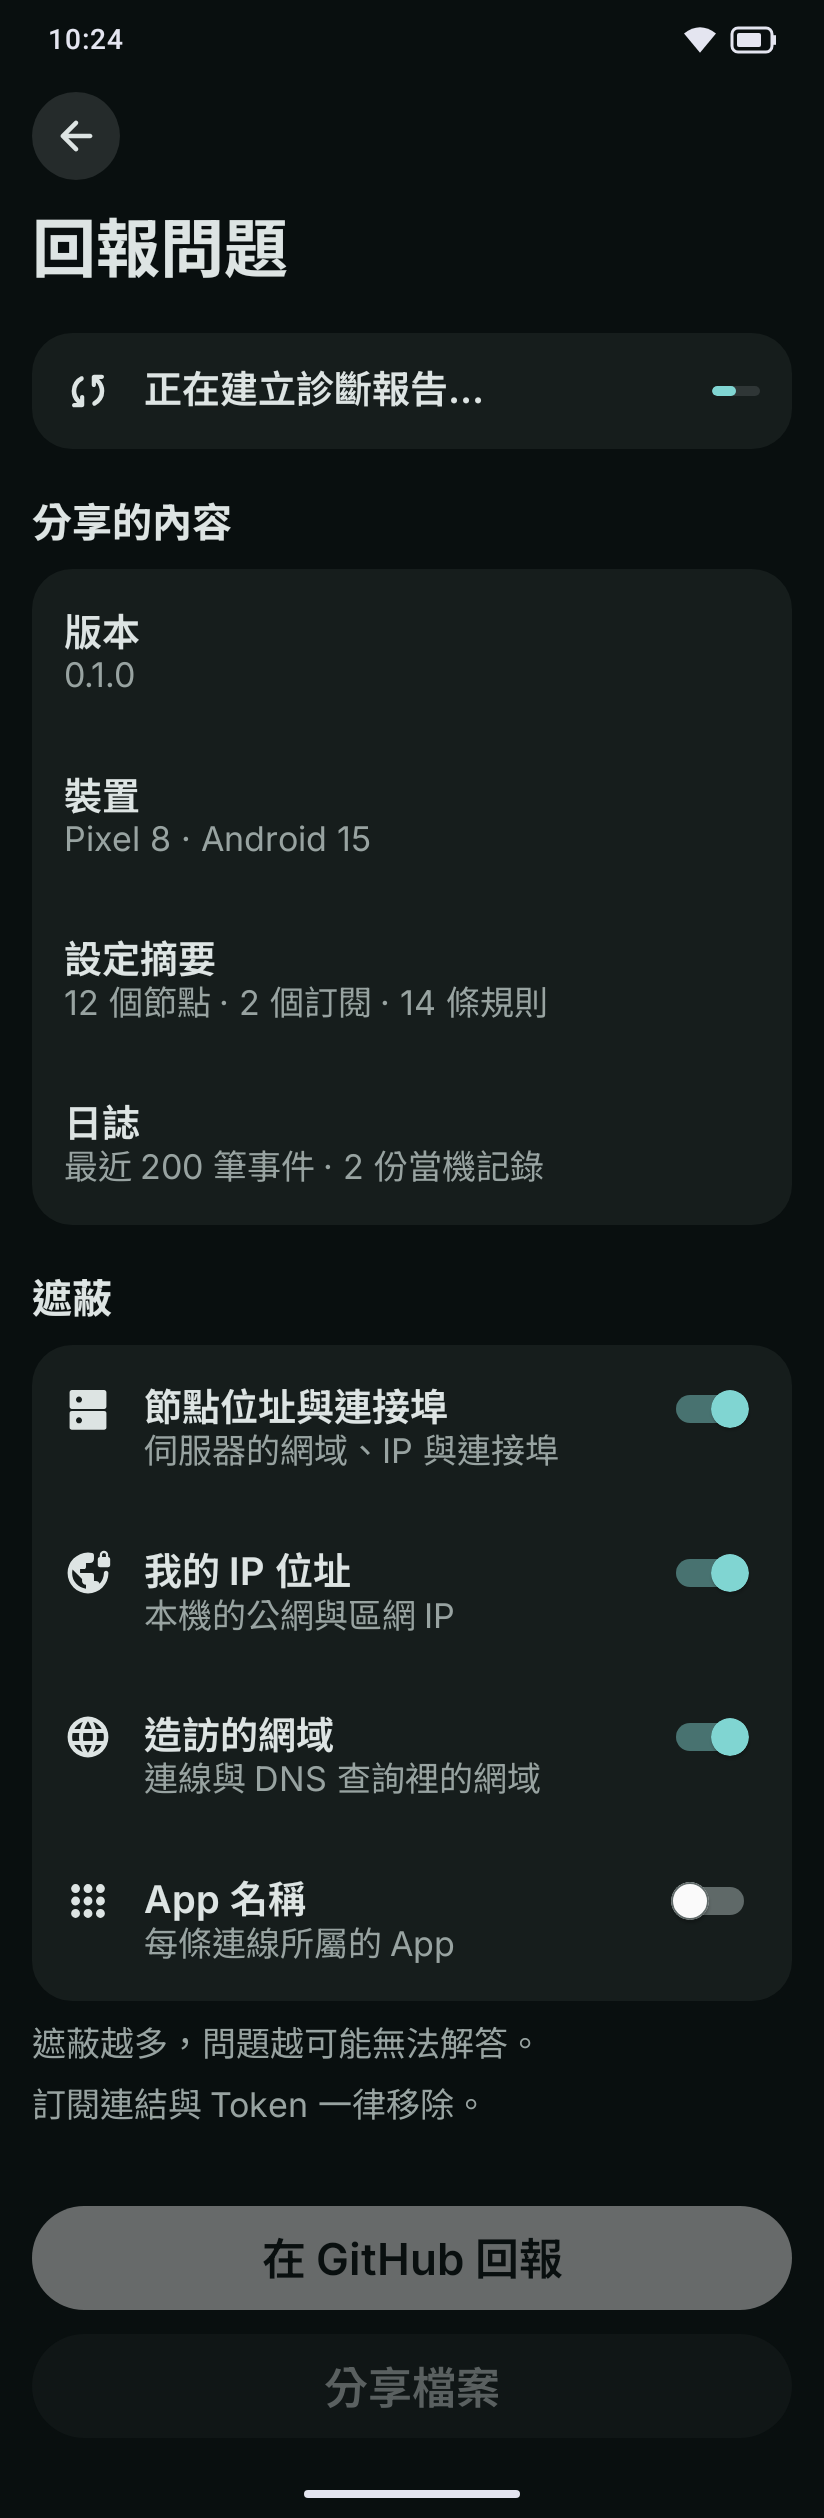 10:24
回報問題
正在建立診斷報告...
分享的內容
版本
0.1.0
裝置
Pixel 8 · Android 15
設定摘要
12 個節點 · 2 個訂閱 · 14 條規則
日誌
最近 200 筆事件 · 2 份當機記錄
遮蔽
節點位址與連接埠
伺服器的網域、IP 與連接埠
我的 IP 位址
本機的公網與區網 IP
造訪的網域
連線與 DNS 查詢裡的網域
App 名稱
每條連線所屬的 App
遮蔽越多，問題越可能無法解答。
訂閱連結與 Token 一律移除。
在 GitHub 回報
分享檔案